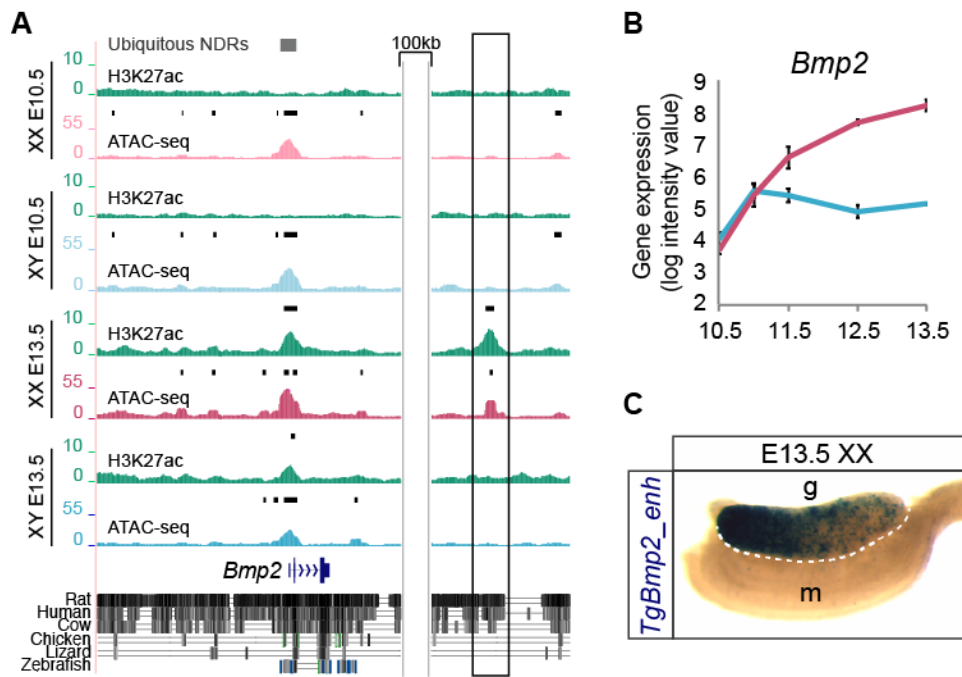 A
Ubiquitous NDRs
100kb
XX E10.5
10
0
H3K27ac
55
0
ATAC-seq
XY E10.5
10
0
H3K27ac
55
0
ATAC-seq
XX E13.5
10
0
H3K27ac
55
0
ATAC-seq
XY E13.5
10
0
H3K27ac
55
0
ATAC-seq
Bmp2
Rat
Human
Cow
Chicken
Lizard
Zebrafish
B
Bmp2
Gene expression
(log intensity value)
9
8
7
6
5
4
3
2
10.5 11.5 12.5 13.5
C
E13.5 XX
TgBmp2_enh
g
m